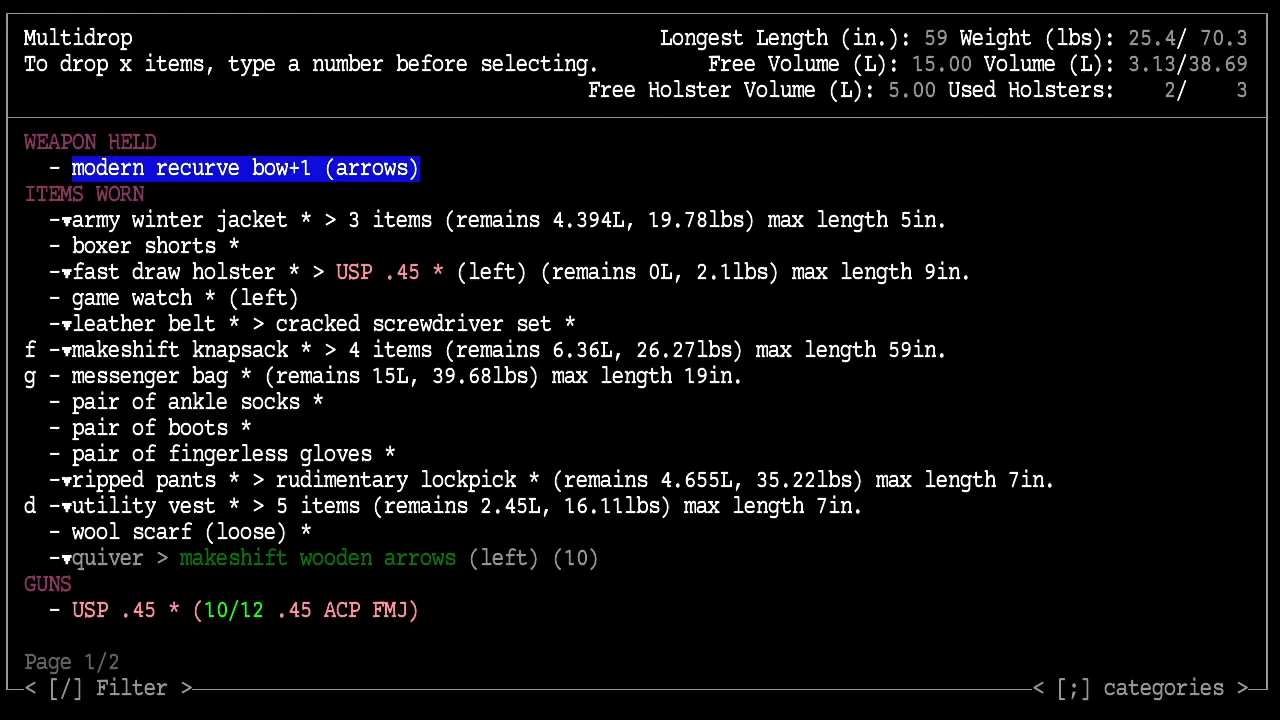 Multidrop
Longest Length (in.): 59 Weight (lbs): 25.4/ 70.3
To drop x items, type a number before selecting.
Free Volume (L): 15.00 Volume (L): 3.13/38.69
Free Holster Volume (L): 5.00 Used Holsters: 2/ 3
WEAPON HELD
- modern recurve bow+1 (arrows)
ITEMS WORN
-▾army winter jacket * > 3 items (remains 4.394L, 19.78lbs) max length 5in.
- boxer shorts *
-▾fast draw holster * > USP .45 * (left) (remains 0L, 2.1lbs) max length 9in.
- game watch * (left)
-▾leather belt * > cracked screwdriver set *
f -▾makeshift knapsack * > 4 items (remains 6.36L, 26.27lbs) max length 59in.
g - messenger bag * (remains 15L, 39.68lbs) max length 19in.
- pair of ankle socks *
- pair of boots *
- pair of fingerless gloves *
-▾ripped pants * > rudimentary lockpick * (remains 4.655L, 35.22lbs) max length 7in.
d -▾utility vest * > 5 items (remains 2.45L, 16.11lbs) max length 7in.
- wool scarf (loose) *
-▾quiver > makeshift wooden arrows (left) (10)
GUNS
- USP .45 * (10/12 .45 ACP FMJ)
Page 1/2
< [/] Filter >
< [;] categories >